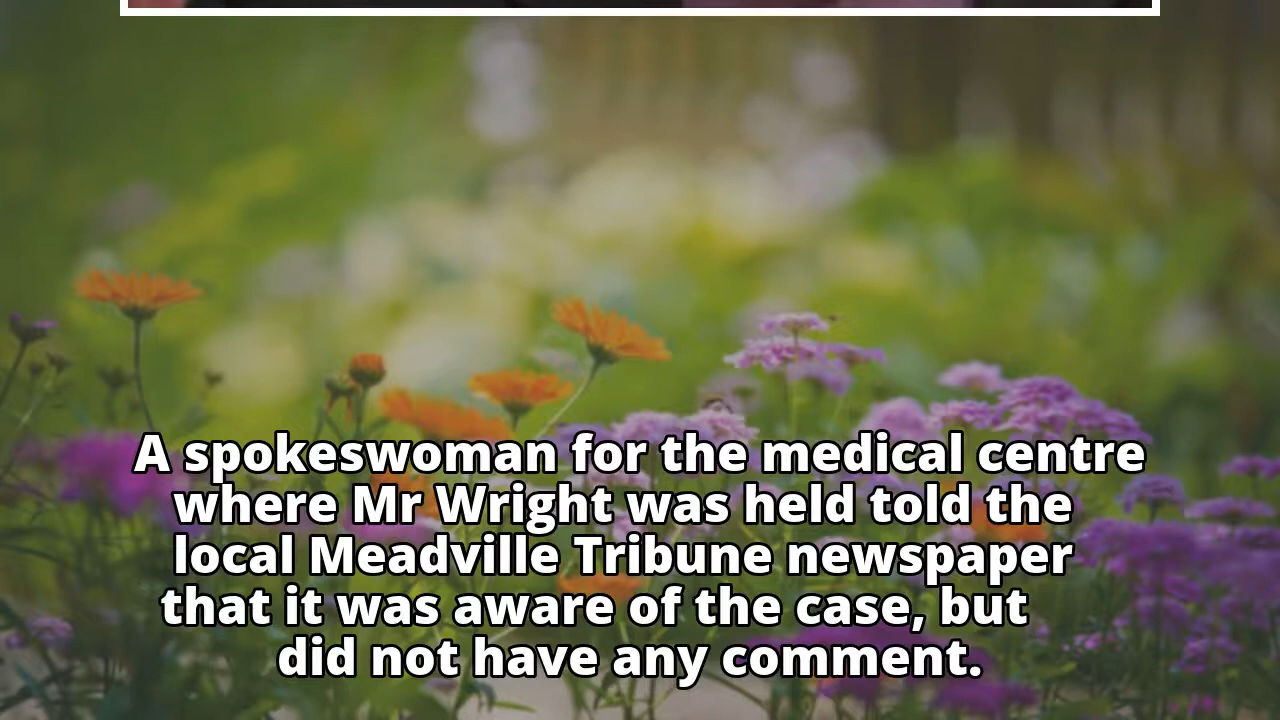 A spokeswoman for the medical centre
where Mr Wright was held told the
local Meadville Tribune newspaper
that it was aware of the case, but
did not have any comment.